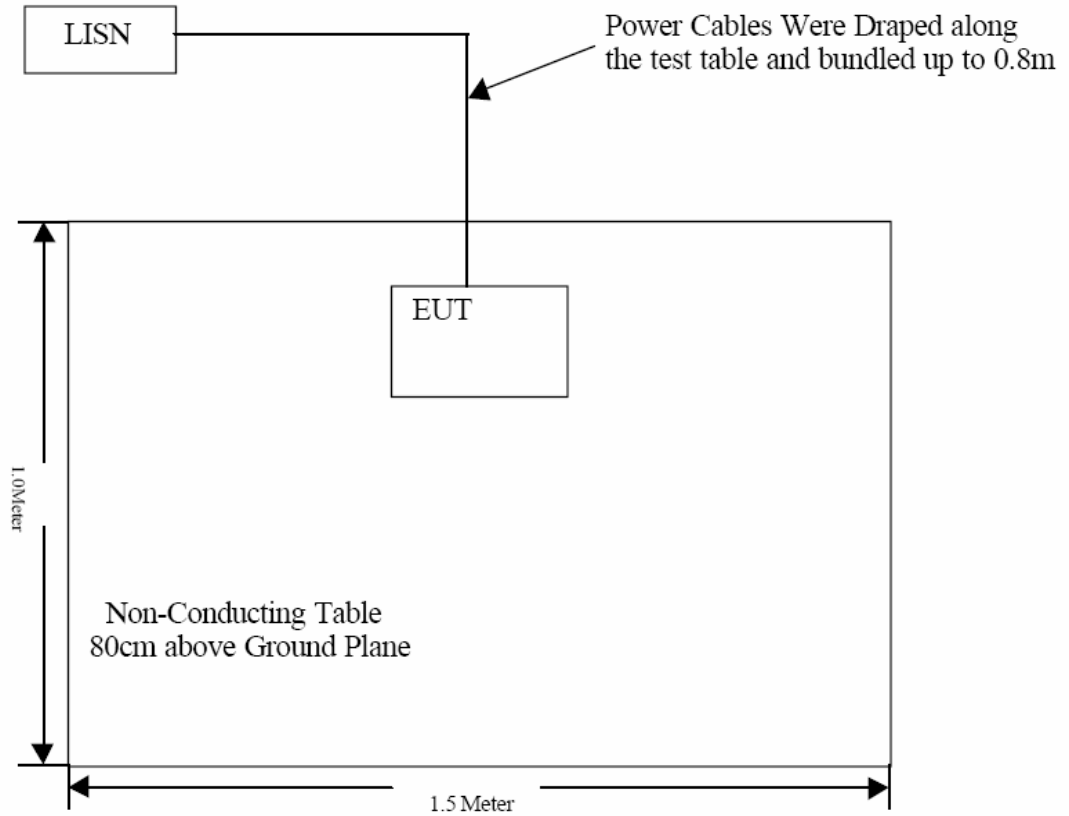 LISN
Power Cables Were Draped along
the test table and bundled up to 0.8m
EUT
1.0Meter
Non-Conducting Table
80cm above Ground Plane
1.5 Meter